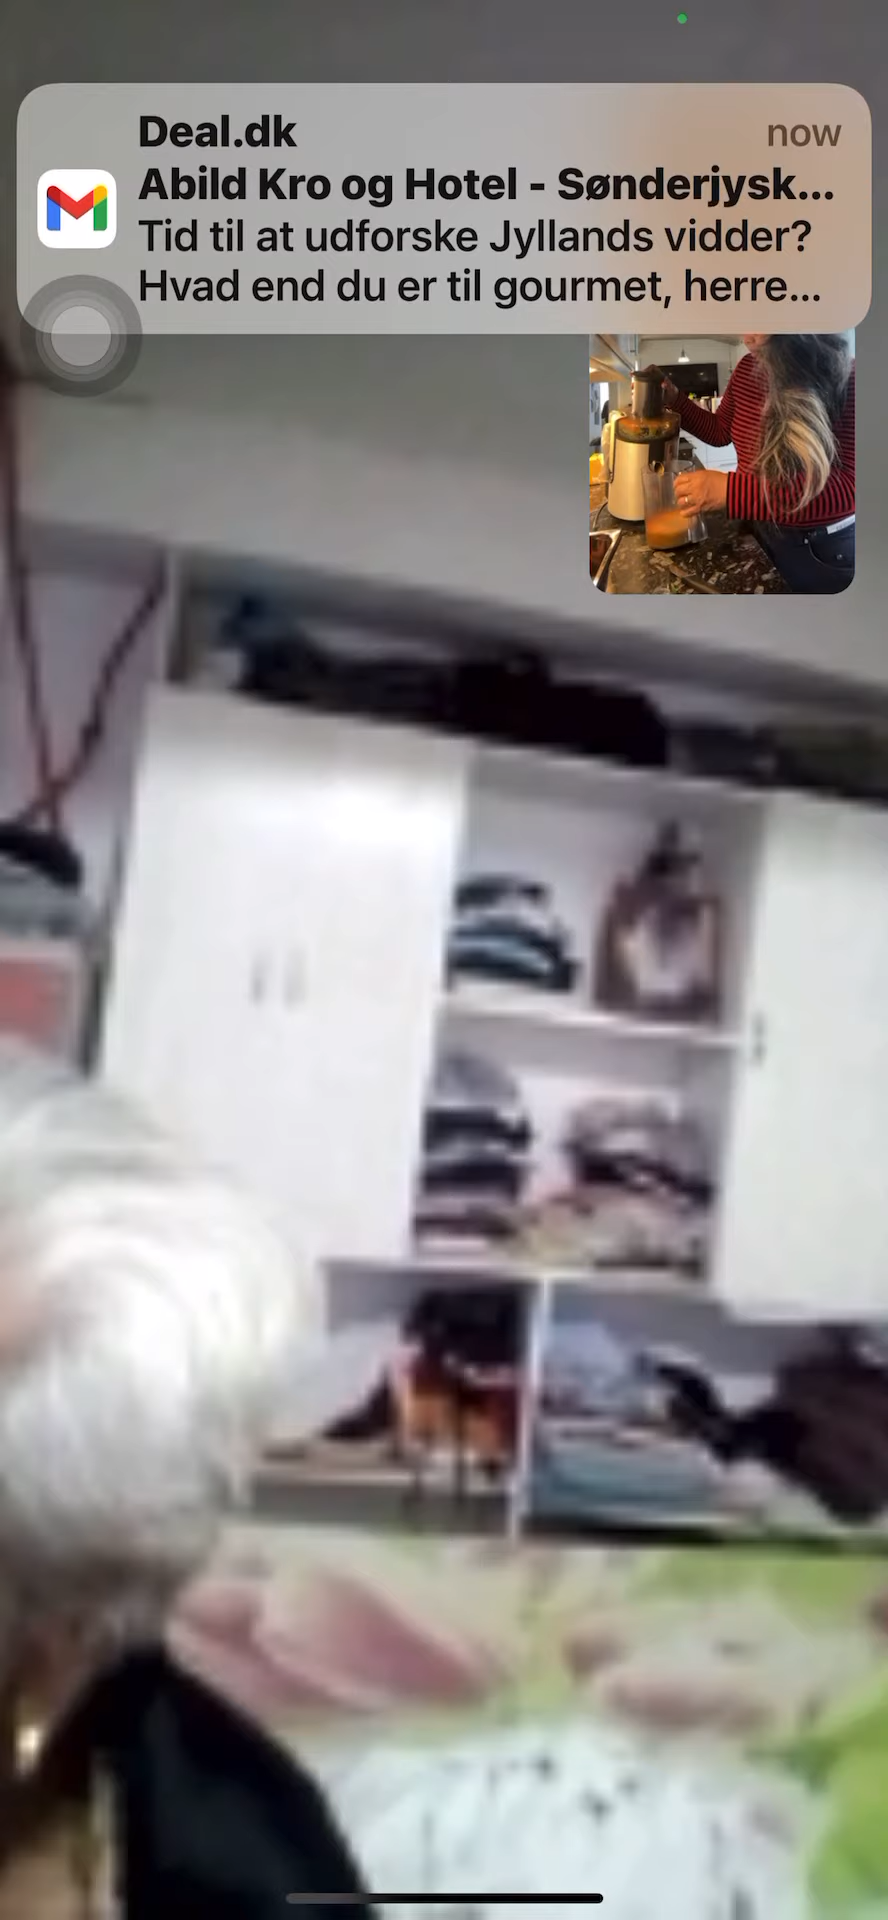 Deal.dk
now
Abild Kro og Hotel - Sønderjysk...
Tid til at udforske Jyllands vidder?
Hvad end du er til gourmet, herre...